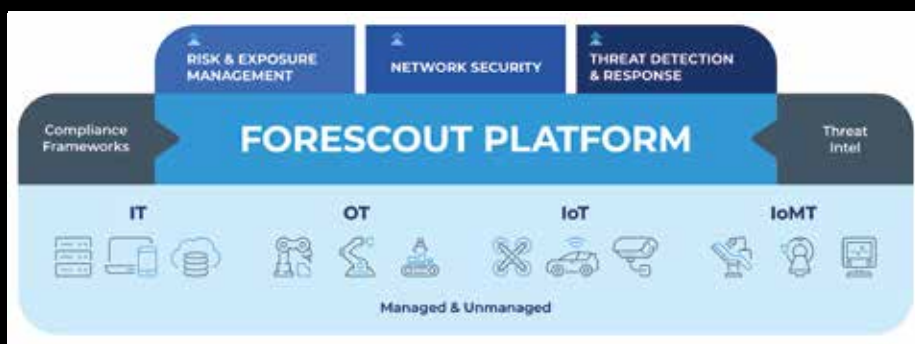 RISK & EXPOSURE
MANAGEMENT
NETWORK SECURITY
THREAT DETECTION
& RESPONSE
Compliance
Frameworks
FORESCOUT PLATFORM
Threat
Intel
IT
OT
IoT
IoMT
Managed & Unmanaged